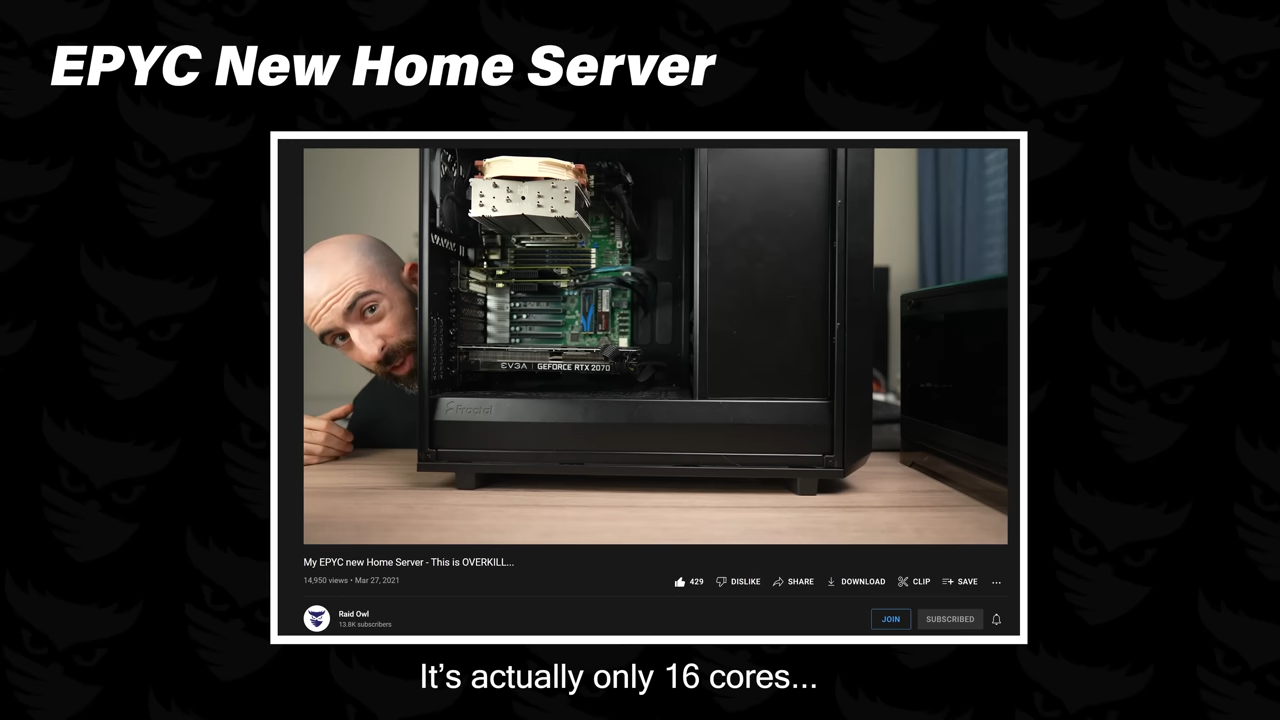 EPYC New Home Server
EVGA | GEFORCE RTX 2070
Fractal
My EPYC new Home Server - This is OVERKILL...
14,950 views • Mar 27, 2021
429 DISLIKE SHARE DOWNLOAD CLIP SAVE ...
Raid Owl
13.8K subscribers
JOIN SUBSCRIBED
It's actually only 16 cores...